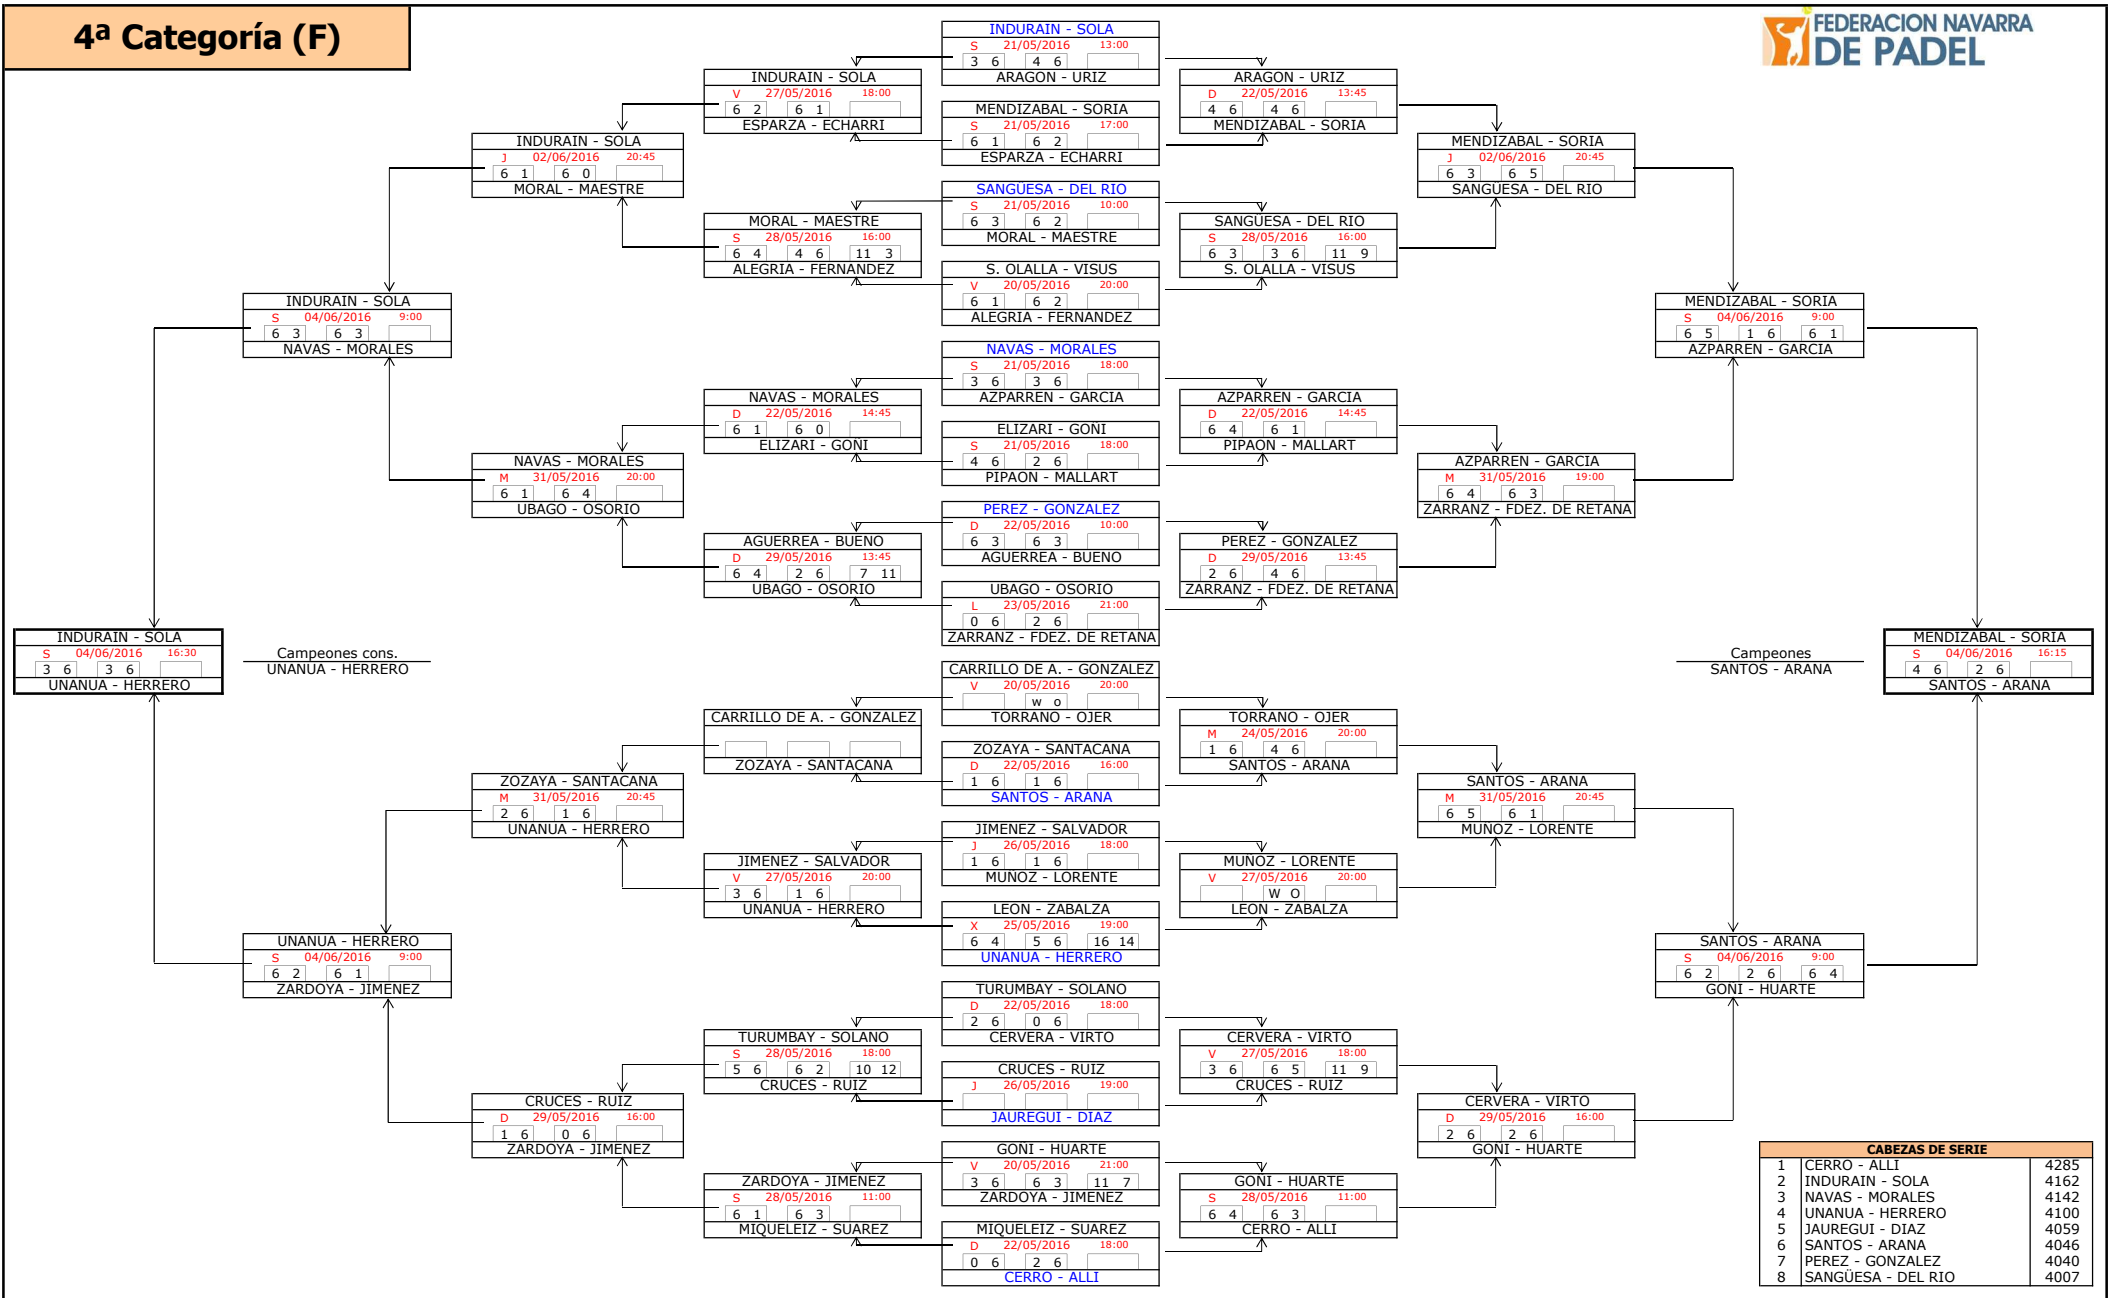 4ª Categoría (F)
FEDERACION NAVARRA
DE PADEL
INDURAIN - SOLA
S 04/06/2016 16:30
3 6 3 6
UNANUA - HERRERO
Campeones cons.
UNANUA - HERRERO
INDURAIN - SOLA
S 04/06/2016 9:00
6 3 6 3
NAVAS - MORALES
UNANUA - HERRERO
S 04/06/2016 9:00
6 2 6 1
ZARDOYA - JIMENEZ
INDURAIN - SOLA
J 02/06/2016 20:45
6 1 6 0
MORAL - MAESTRE
NAVAS - MORALES
M 31/05/2016 20:00
6 1 6 4
UBAGO - OSORIO
ZOZAYA - SANTACANA
M 31/05/2016 20:45
2 6 1 6
UNANUA - HERRERO
CRUCES - RUIZ
D 29/05/2016 16:00
1 6 0 6
ZARDOYA - JIMENEZ
INDURAIN - SOLA
V 27/05/2016 18:00
6 2 6 1
ESPARZA - ECHARRI
MORAL - MAESTRE
S 28/05/2016 16:00
6 4 4 6 11 3
ALEGRIA - FERNANDEZ
NAVAS - MORALES
D 22/05/2016 14:45
6 1 6 0
ELIZARI - GOÑI
AGUERREA - BUENO
D 29/05/2016 13:45
6 4 2 6 7 11
UBAGO - OSORIO
CARRILLO DE A. - GONZALEZ
ZOZAYA - SANTACANA
JIMENEZ - SALVADOR
V 27/05/2016 20:00
3 6 1 6
UNANUA - HERRERO
TURUMBAY - SOLANO
S 28/05/2016 18:00
5 6 6 2 10 12
CRUCES - RUIZ
ZARDOYA - JIMENEZ
S 28/05/2016 11:00
6 1 6 3
MIQUELEIZ - SUAREZ
INDURAIN - SOLA
S 21/05/2016 13:00
3 6 4 6
ARAGON - URIZ
MENDIZABAL - SORIA
S 21/05/2016 17:00
6 1 6 2
ESPARZA - ECHARRI
SANGÜESA - DEL RIO
S 21/05/2016 10:00
6 3 6 2
MORAL - MAESTRE
S. OLALLA - VISUS
V 20/05/2016 20:00
6 1 6 2
ALEGRIA - FERNANDEZ
NAVAS - MORALES
S 21/05/2016 18:00
3 6 3 6
AZPARREN - GARCIA
ELIZARI - GOÑI
S 21/05/2016 18:00
4 6 2 6
PIPAON - MALLART
PEREZ - GONZALEZ
D 22/05/2016 10:00
6 3 6 3
AGUERREA - BUENO
UBAGO - OSORIO
L 23/05/2016 21:00
0 6 2 6
ZARRANZ - FDEZ. DE RETANA
CARRILLO DE A. - GONZALEZ
V 20/05/2016 20:00
w o
TORRANO - OJER
ZOZAYA - SANTACANA
D 22/05/2016 16:00
1 6 1 6
SANTOS - ARANA
JIMENEZ - SALVADOR
J 26/05/2016 18:00
1 6 1 6
MUÑOZ - LORENTE
LEON - ZABALZA
X 25/05/2016 19:00
6 4 5 6 16 14
UNANUA - HERRERO
TURUMBAY - SOLANO
D 22/05/2016 18:00
2 6 0 6
CERVERA - VIRTO
CRUCES - RUIZ
J 26/05/2016 19:00
JAUREGUI - DIAZ
GOÑI - HUARTE
V 20/05/2016 21:00
3 6 6 3 11 7
ZARDOYA - JIMENEZ
MIQUELEIZ - SUAREZ
D 22/05/2016 18:00
0 6 2 6
CERRO - ALLI
ARAGON - URIZ
D 22/05/2016 13:45
4 6 4 6
MENDIZABAL - SORIA
SANGÜESA - DEL RIO
S 28/05/2016 16:00
6 3 3 6 11 9
S. OLALLA - VISUS
AZPARREN - GARCIA
D 22/05/2016 14:45
6 4 6 1
PIPAON - MALLART
PEREZ - GONZALEZ
D 29/05/2016 13:45
2 6 4 6
ZARRANZ - FDEZ. DE RETANA
TORRANO - OJER
M 24/05/2016 20:00
1 6 4 6
SANTOS - ARANA
MUÑOZ - LORENTE
V 27/05/2016 20:00
W O
LEON - ZABALZA
CERVERA - VIRTO
V 27/05/2016 18:00
3 6 6 5 11 9
CRUCES - RUIZ
GOÑI - HUARTE
S 28/05/2016 11:00
6 4 6 3
CERRO - ALLI
MENDIZABAL - SORIA
J 02/06/2016 20:45
6 3 6 5
SANGÜESA - DEL RIO
AZPARREN - GARCIA
M 31/05/2016 19:00
6 4 6 3
ZARRANZ - FDEZ. DE RETANA
SANTOS - ARANA
M 31/05/2016 20:45
6 5 6 1
MUÑOZ - LORENTE
CERVERA - VIRTO
D 29/05/2016 16:00
2 6 2 6
GOÑI - HUARTE
MENDIZABAL - SORIA
S 04/06/2016 9:00
6 5 1 6 6 1
AZPARREN - GARCIA
SANTOS - ARANA
S 04/06/2016 9:00
6 2 2 6 6 4
GOÑI - HUARTE
Campeones
SANTOS - ARANA
MENDIZABAL - SORIA
S 04/06/2016 16:15
4 6 2 6
SANTOS - ARANA
CABEZAS DE SERIE
1 CERRO - ALLI 4285
2 INDURAIN - SOLA 4162
3 NAVAS - MORALES 4142
4 UNANUA - HERRERO 4100
5 JAUREGUI - DIAZ 4059
6 SANTOS - ARANA 4046
7 PEREZ - GONZALEZ 4040
8 SANGÜESA - DEL RIO 4007